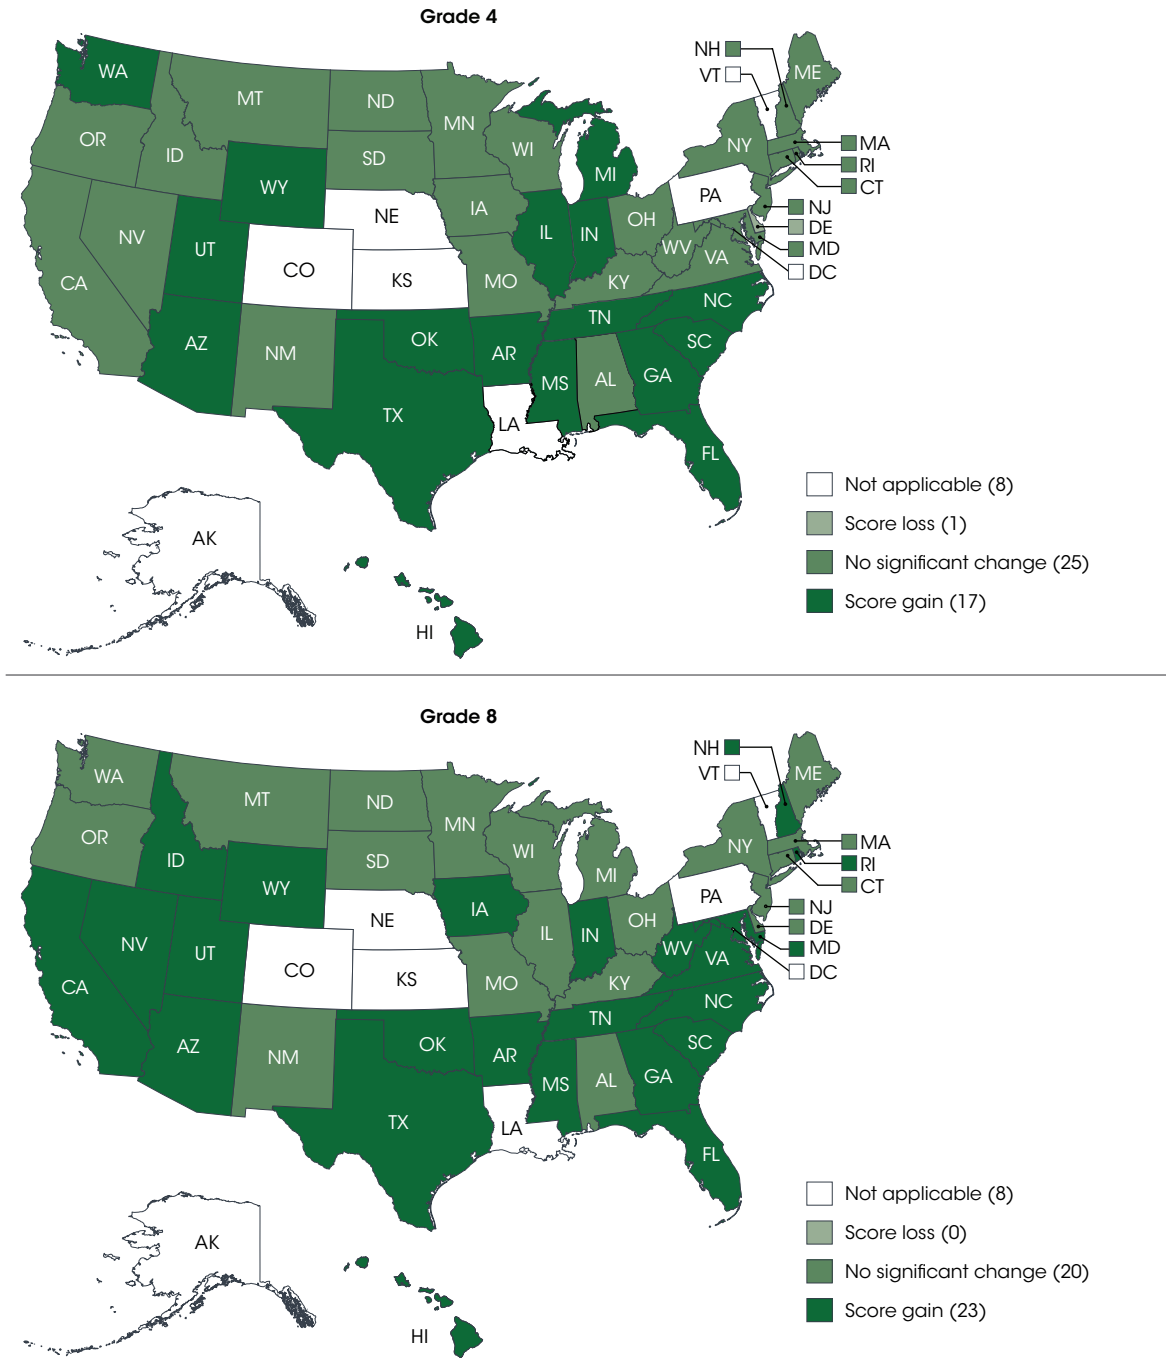 Grade 4
WA
MT
ND
MN
OR
ID
SD
WI
MI
NY
ME
NH
VT
MA
RI
CT
NJ
DE
MD
DC
WY
NE
IA
PA
NV
UT
CO
KS
IL
IN
OH
WV
VA
CA
MO
KY
AZ
NM
OK
AR
TN
NC
SC
TX
LA
MS
AL
GA
FL
AK
HI
Not applicable (8)
Score loss (1)
No significant change (25)
Score gain (17)
Grade 8
WA
MT
ND
MN
OR
ID
SD
WI
MI
NY
ME
NH
VT
MA
RI
CT
NJ
DE
MD
DC
WY
NE
IA
PA
NV
UT
CO
KS
IL
IN
OH
WV
VA
CA
MO
KY
AZ
NM
OK
AR
TN
NC
SC
TX
LA
MS
AL
GA
FL
AK
HI
Not applicable (8)
Score loss (0)
No significant change (20)
Score gain (23)